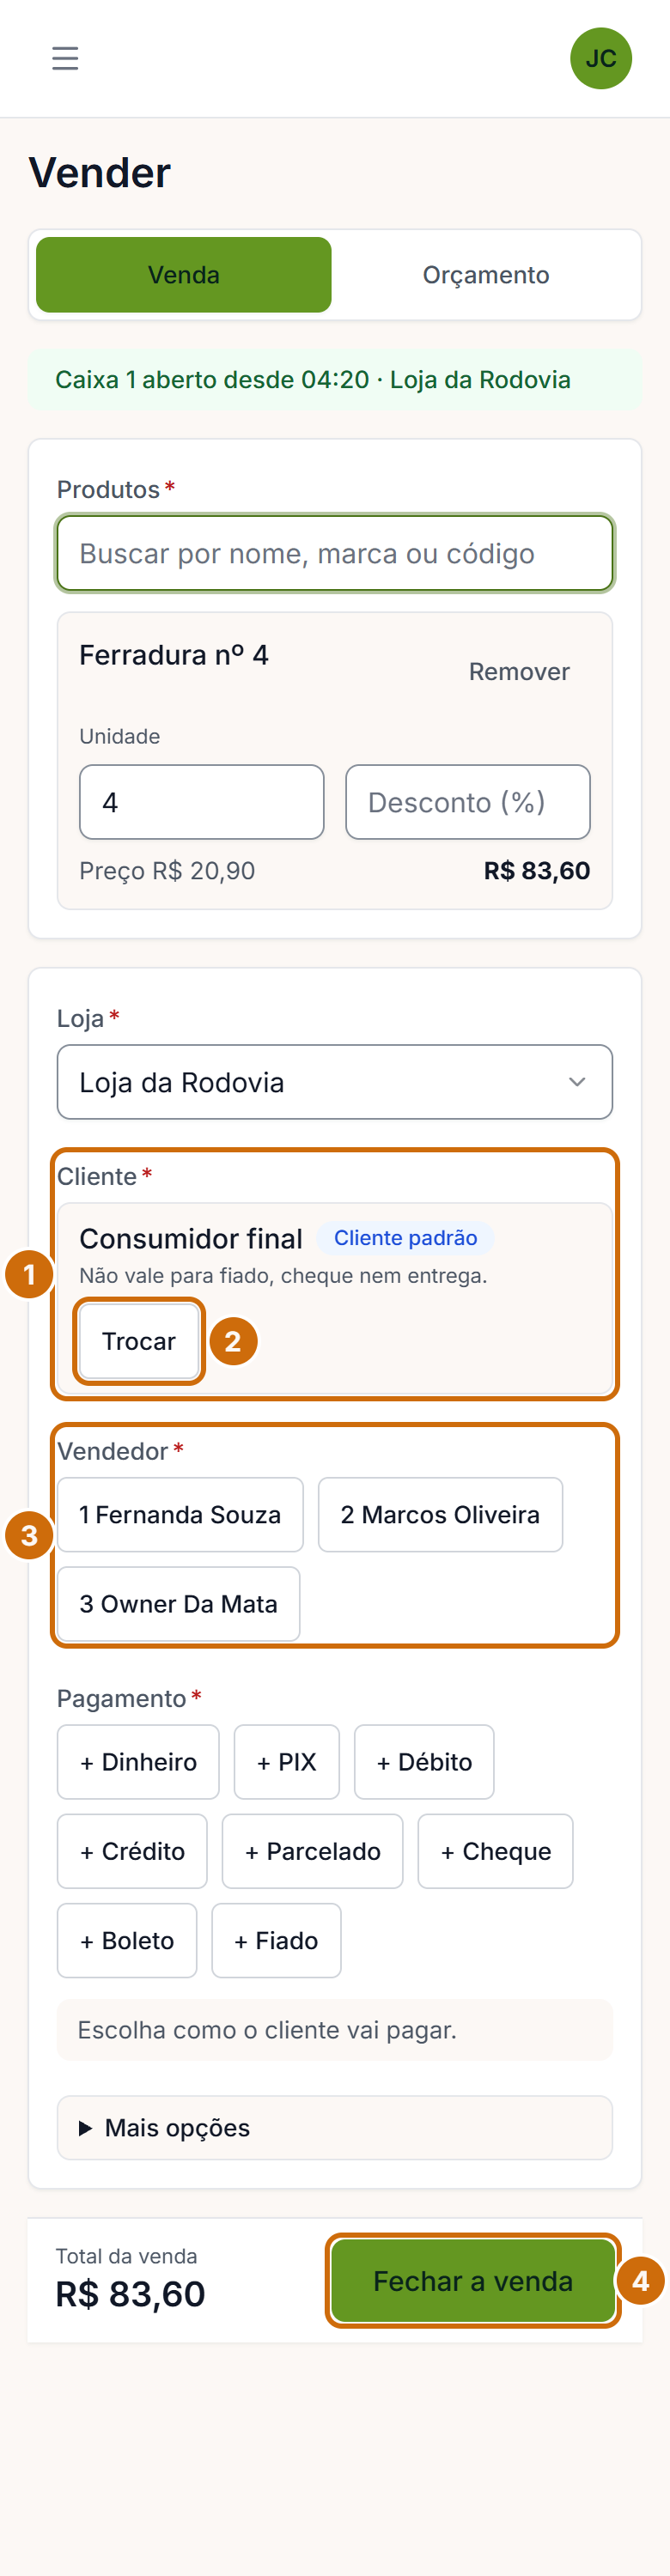 JC
Vender
Venda
Orçamento
Caixa 1 aberto desde 04:20 · Loja da Rodovia
Produtos *
Buscar por nome, marca ou código
Ferradura nº 4
Remover
Unidade
4
Desconto (%)
Preço R$ 20,90
R$ 83,60
Loja *
Loja da Rodovia
Cliente *
Consumidor final
Cliente padrão
1
Não vale para fiado, cheque nem entrega.
Trocar
2
Vendedor *
1 Fernanda Souza
2 Marcos Oliveira
3
3 Owner Da Mata
Pagamento *
+ Dinheiro
+ PIX
+ Débito
+ Crédito
+ Parcelado
+ Cheque
+ Boleto
+ Fiado
Escolha como o cliente vai pagar.
Mais opções
Total da venda
R$ 83,60
Fechar a venda
4